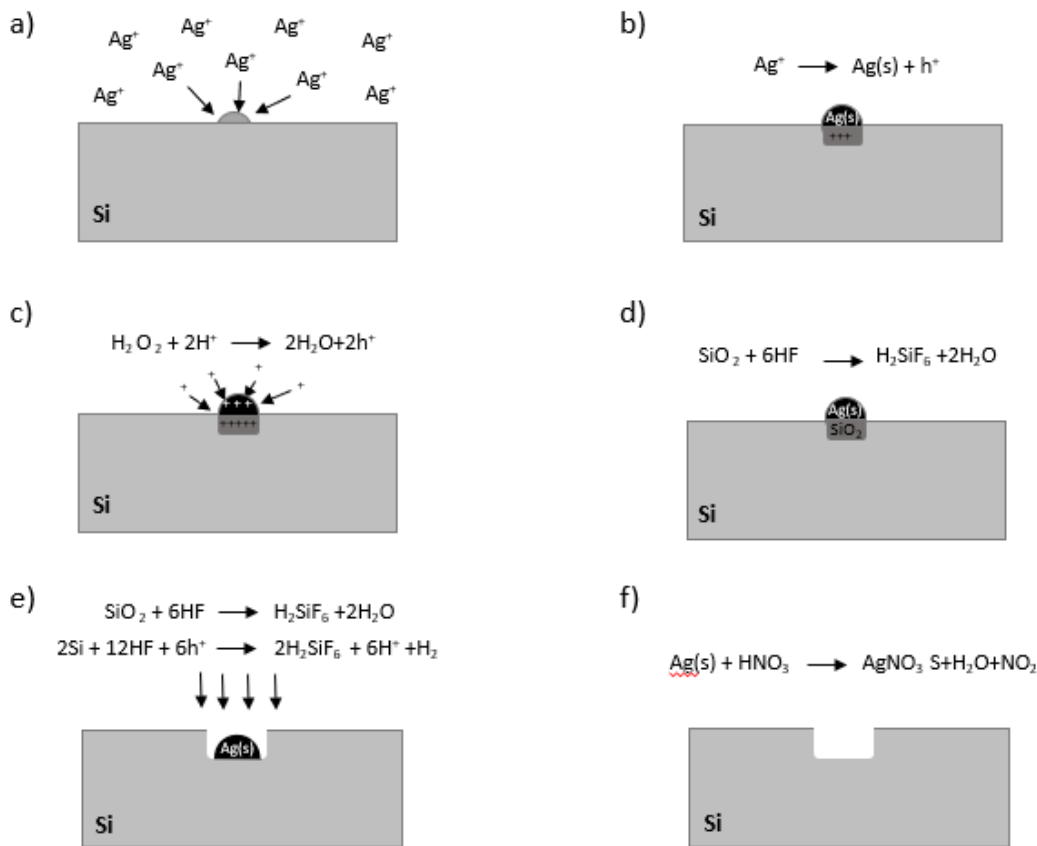 a)
Ag⁺ Ag⁺ Ag⁺ Ag⁺
Ag⁺ Ag⁺ Ag⁺
Ag⁺ Ag⁺
Si
b)
Ag⁺ → Ag(s) + h⁺
Ag(s)
+++
Si
c)
H₂ O ₂ + 2H⁺ → 2H₂O+2h⁺
+ + + +
+ + +
+++++
Si
d)
SiO₂ + 6HF → H₂SiF₆ +2H₂O
Ag(s)
SiO₂
Si
e)
SiO₂ + 6HF → H₂SiF₆ +2H₂O
2Si + 12HF + 6h⁺ → 2H₂SiF₆ + 6H⁺ +H₂
Ag(s)
Si
f)
Ag(s) + HNO₃ → AgNO₃ S+H₂O+NO₂
Si